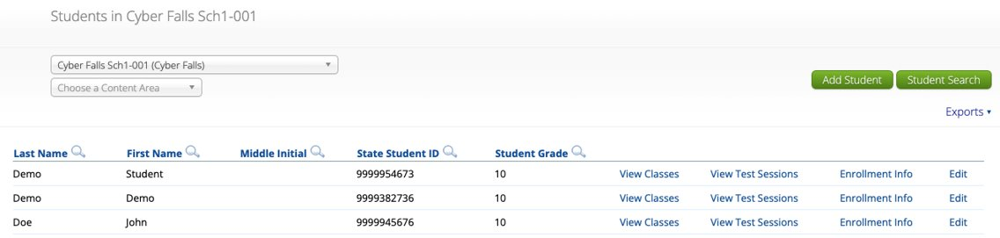 Students in Cyber Falls Sch1-001
Cyber Falls Sch1-001 (Cyber Falls)
Choose a Content Area
Add Student Student Search
Exports
Last Name First Name Middle Initial State Student ID Student Grade
Demo Student 9999954673 10 View Classes View Test Sessions Enrollment Info Edit
Demo Demo 9999382736 10 View Classes View Test Sessions Enrollment Info Edit
Doe John 9999945676 10 View Classes View Test Sessions Enrollment Info Edit